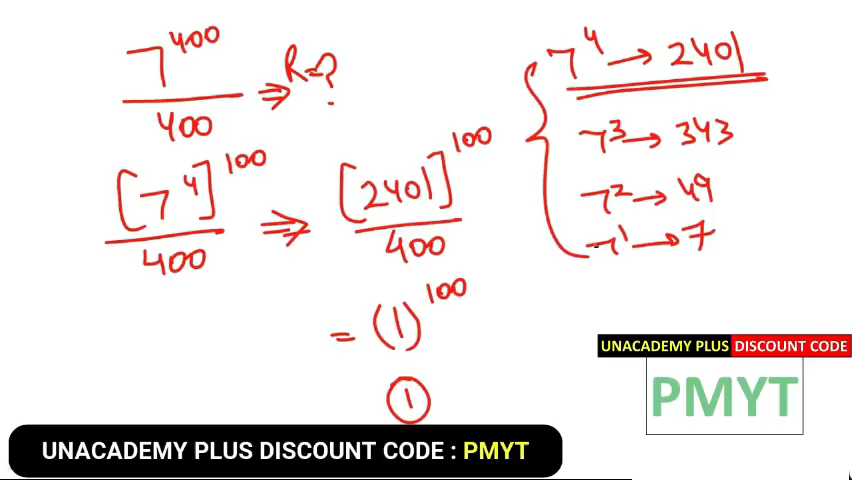 7^400 / 400 ⇒ R=?
[7^4]^100 / 400 ⇒ [2401]^100 / 400
= (1)^100
1
7^4 → 2401
7^3 → 343
7^2 → 49
7^1 → 7
UNACADEMY PLUS DISCOUNT CODE
PMYT
UNACADEMY PLUS DISCOUNT CODE : PMYT